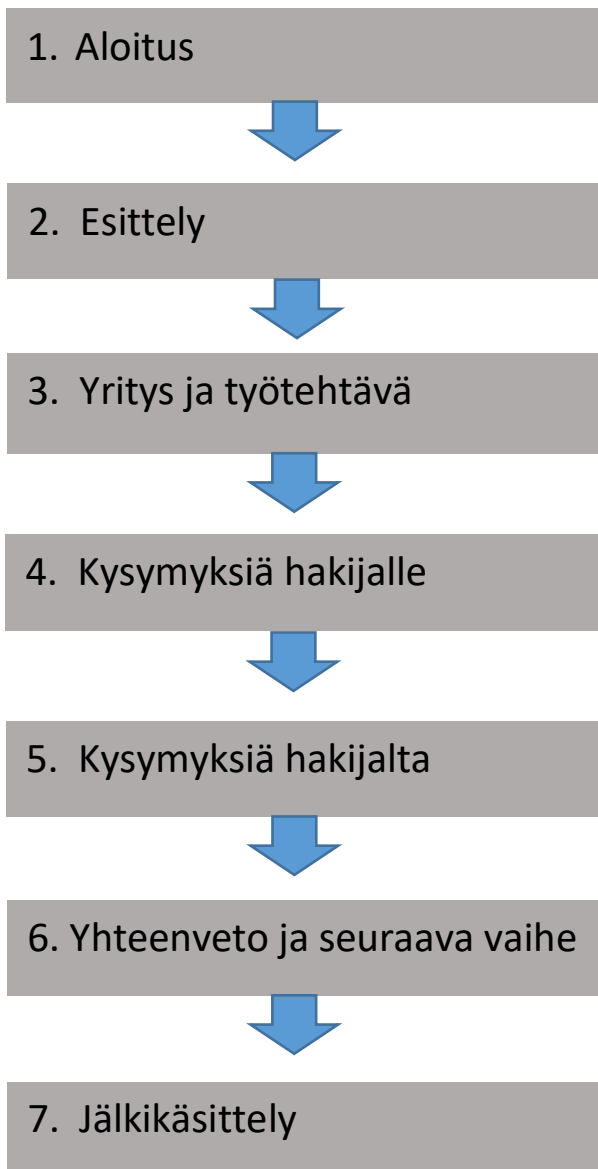 1. Aloitus
2. Esittely
3. Yritys ja työtehtävä
4. Kysymyksiä hakijalle
5. Kysymyksiä hakijalta
6. Yhteenveto ja seuraava vaihe
7. Jälkikäsittely